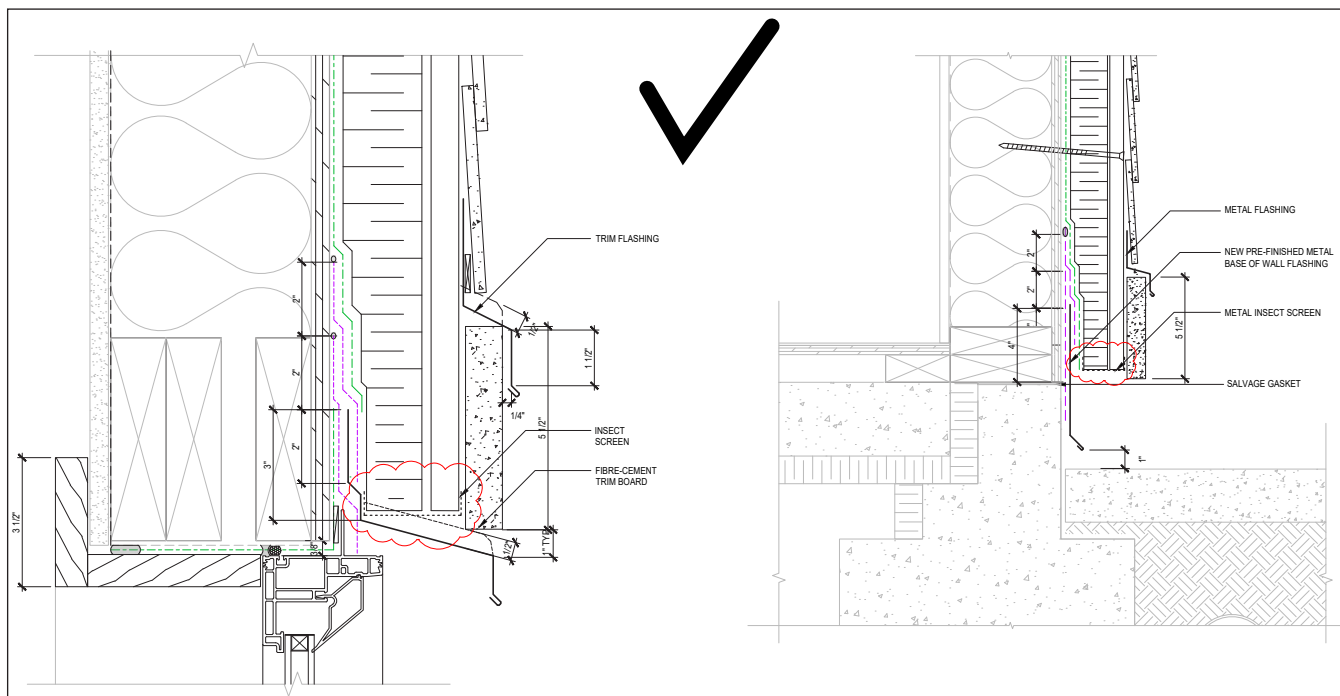 TRIM FLASHING
1/2"
1 1/2"
1/4"
5 1/2"
INSECT
SCREEN
FIBRE-CEMENT
TRIM BOARD
2"
2"
2"
3"
3 1/2"
3/8"
1/2"
1" TYP.
METAL FLASHING
NEW PRE-FINISHED METAL
BASE OF WALL FLASHING
METAL INSECT SCREEN
SALVAGE GASKET
2"
2"
4"
5 1/2"
1"